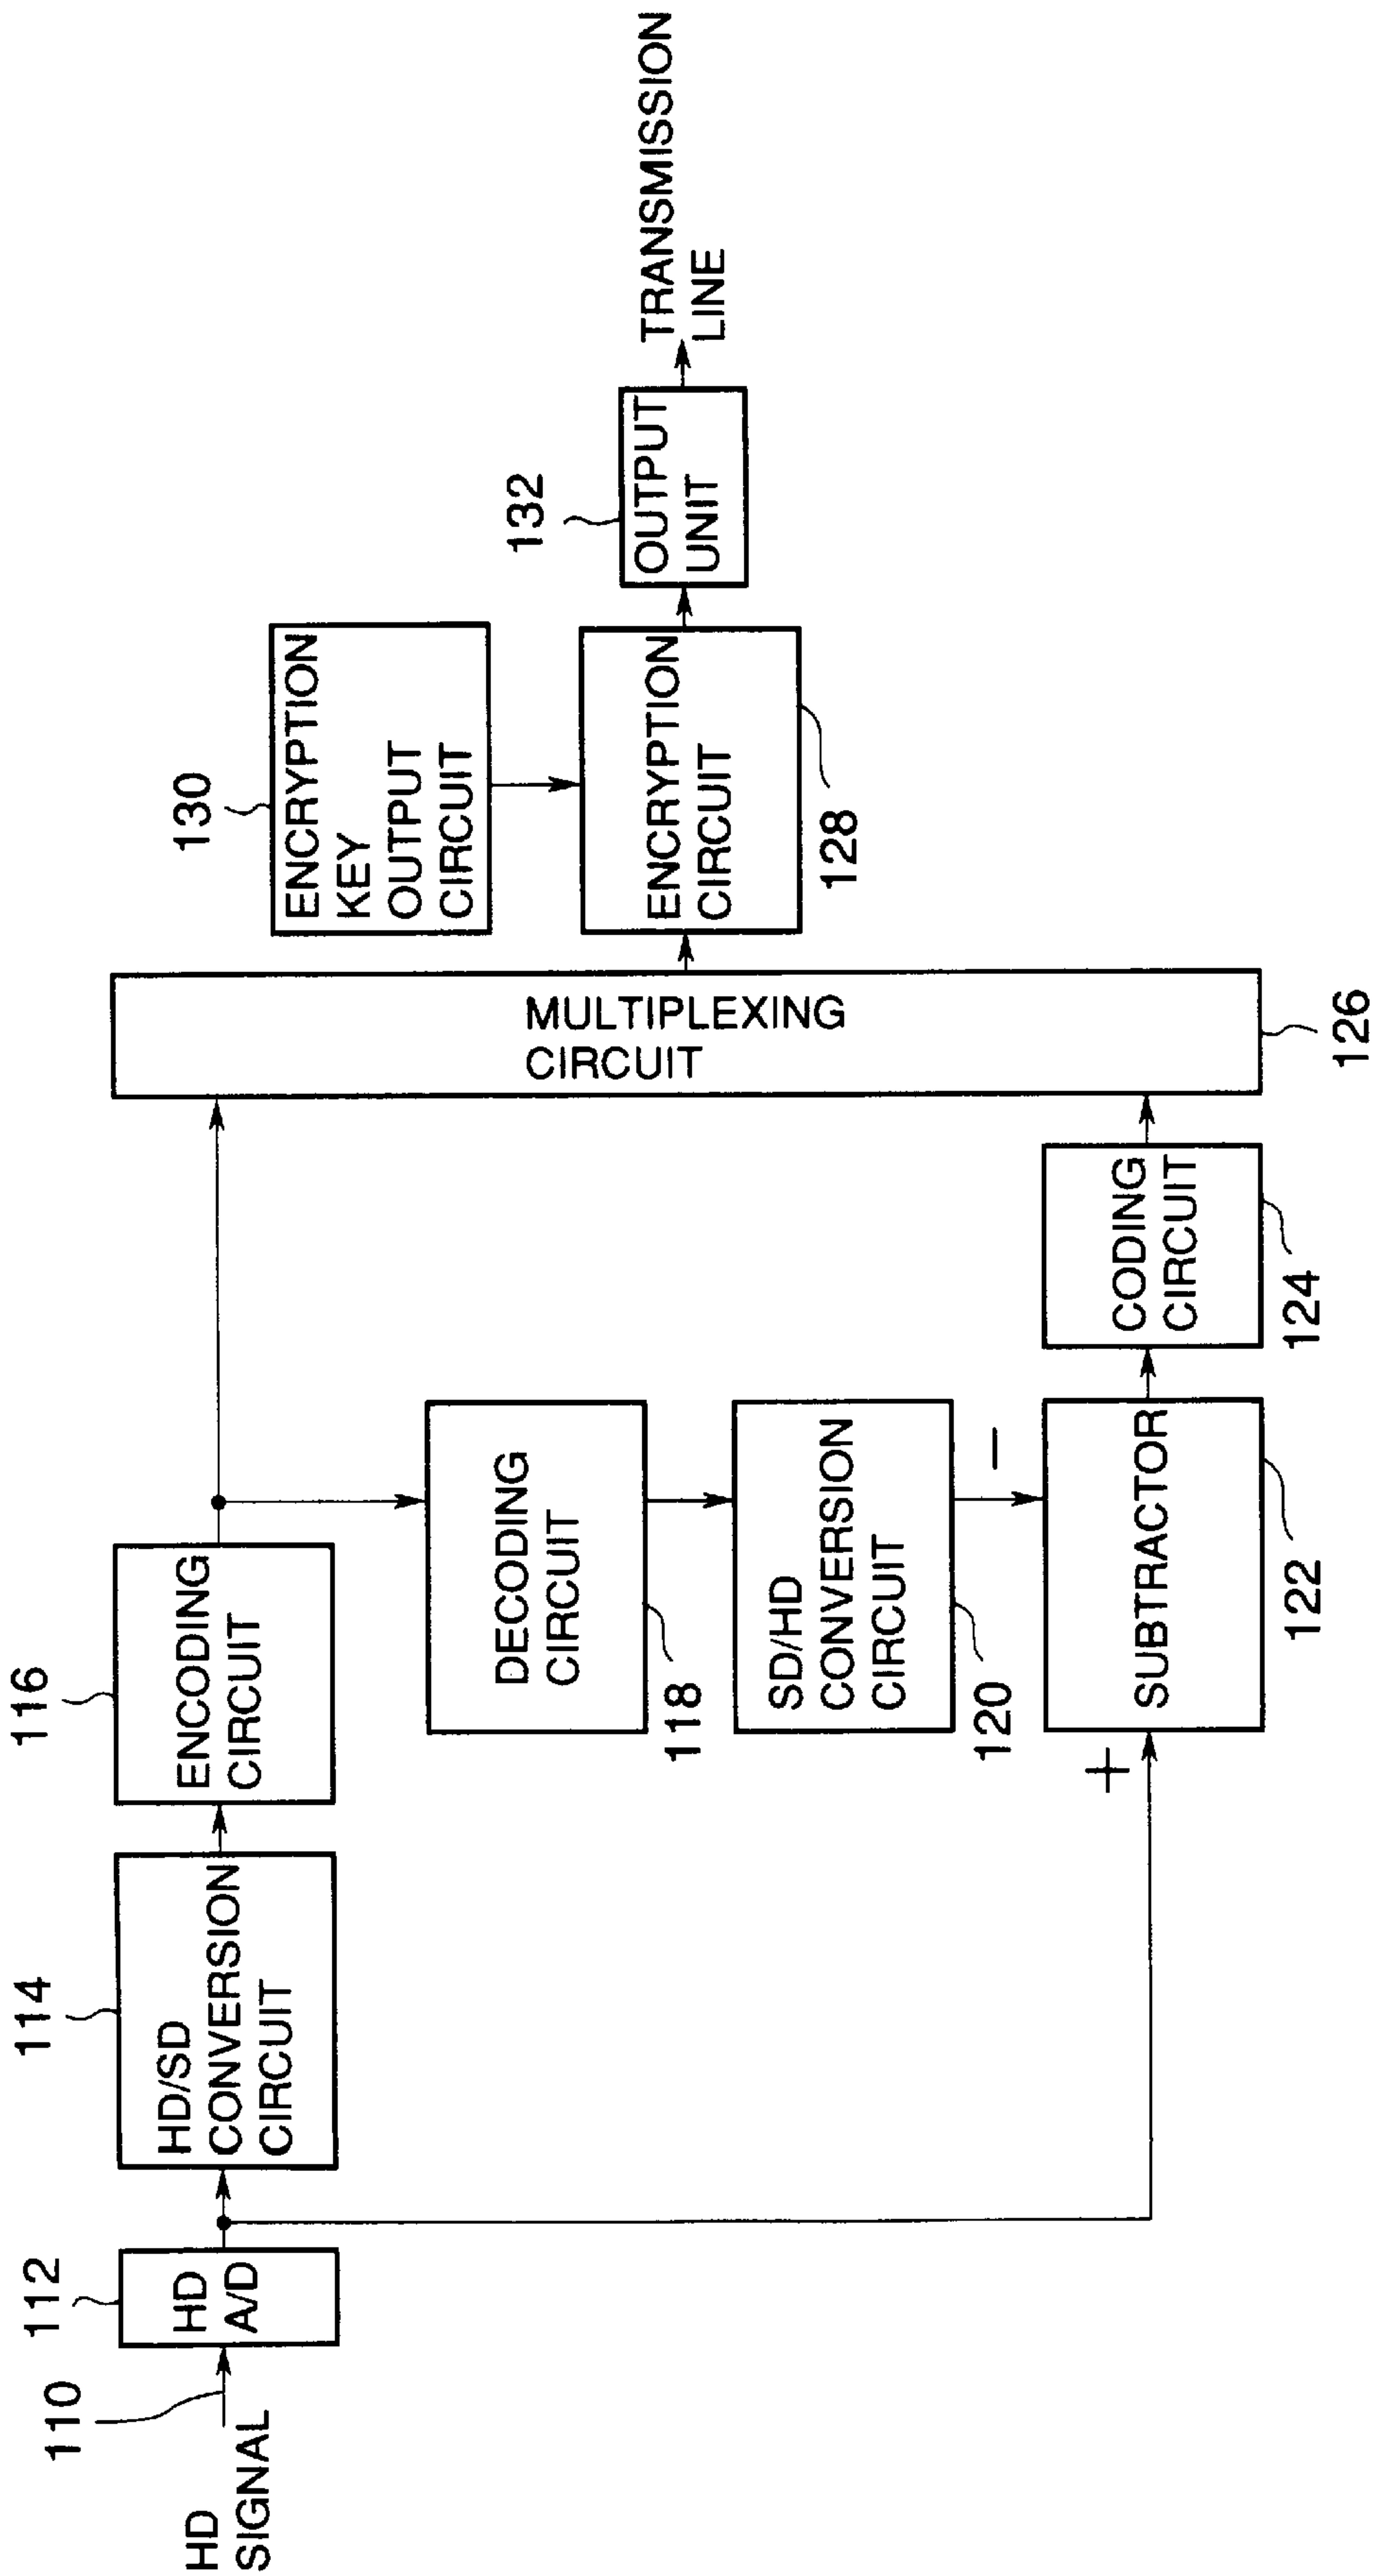 HD
SIGNAL
110
112
HD
A/D
114
HD/SD
CONVERSION
CIRCUIT
116
ENCODING
CIRCUIT
DECODING
CIRCUIT
118
SD/HD
CONVERSION
CIRCUIT
120
−
+
SUBTRACTOR
122
CODING
CIRCUIT
124
MULTIPLEXING
CIRCUIT
126
130
ENCRYPTION
KEY
OUTPUT
CIRCUIT
ENCRYPTION
CIRCUIT
128
132
OUTPUT
UNIT
TRANSMISSION
LINE